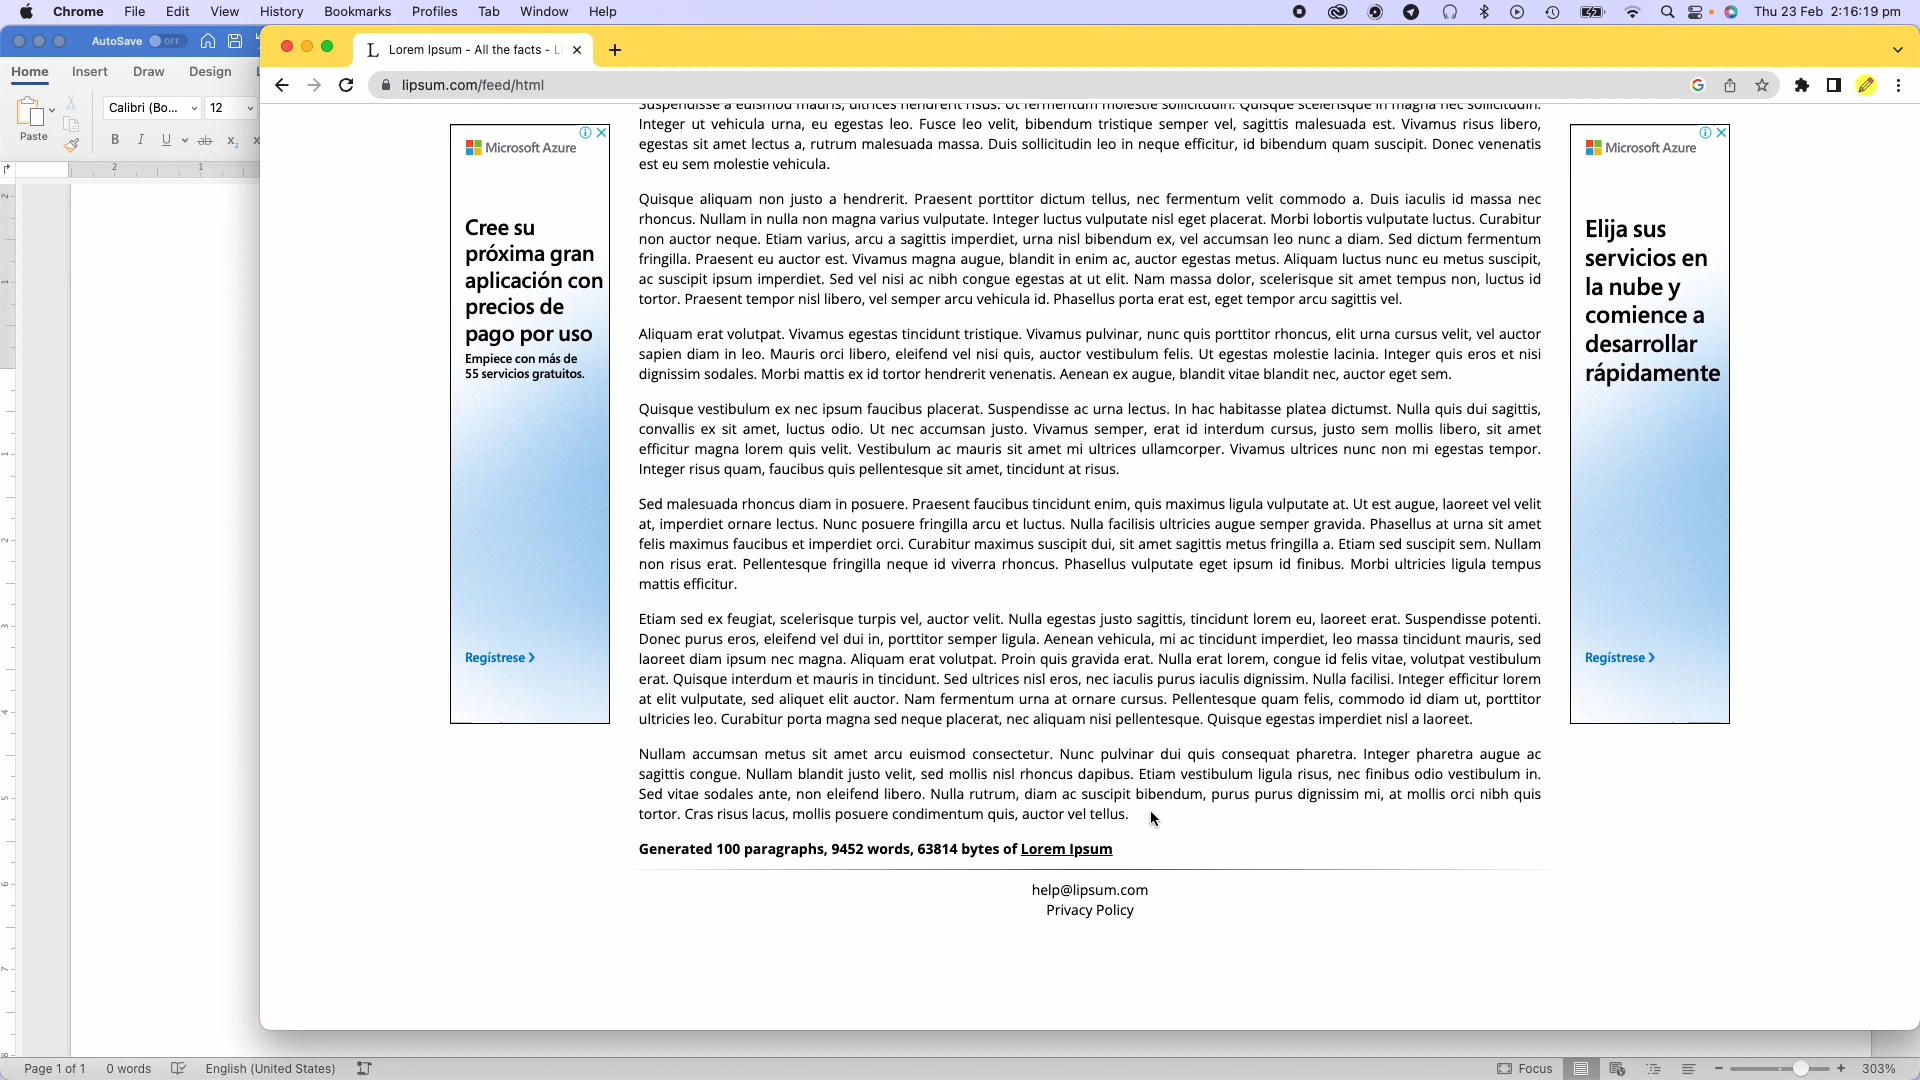 Chrome File Edit View History Bookmarks Profiles Tab Window Help Thu 23 Feb 2:16:19 pm
AutoSave OFF
Lorem Ipsum - All the facts - Li
Home Insert Draw Design
lipsum.com/feed/html
Calibri (Bo... 12
Paste
B I U ab x
Microsoft Azure
Cree su
próxima gran
aplicación con
precios de
pago por uso
Empiece con más de
55 servicios gratuitos.
Regístrese
Suspendisse a euismod mauris, ultrices hendrerit risus. Ut fermentum molestie sollicitudin. Quisque scelerisque in magna nec sollicitudin.
Integer ut vehicula urna, eu egestas leo. Fusce leo velit, bibendum tristique semper vel, sagittis malesuada est. Vivamus risus libero,
egestas sit amet lectus a, rutrum malesuada massa. Duis sollicitudin leo in neque efficitur, id bibendum quam suscipit. Donec venenatis
est eu sem molestie vehicula.
Quisque aliquam non justo a hendrerit. Praesent porttitor dictum tellus, nec fermentum velit commodo a. Duis iaculis id massa nec
rhoncus. Nullam in nulla non magna varius vulputate. Integer luctus vulputate nisl eget placerat. Morbi lobortis vulputate luctus. Curabitur
non auctor neque. Etiam varius, arcu a sagittis imperdiet, urna nisl bibendum ex, vel accumsan leo nunc a diam. Sed dictum fermentum
fringilla. Praesent eu auctor est. Vivamus magna augue, blandit in enim ac, auctor egestas metus. Aliquam luctus nunc eu metus suscipit,
ac suscipit ipsum imperdiet. Sed vel nisi ac nibh congue egestas at ut elit. Nam massa dolor, scelerisque sit amet tempus non, luctus id
tortor. Praesent tempor nisl libero, vel semper arcu vehicula id. Phasellus porta erat est, eget tempor arcu sagittis vel.
Aliquam erat volutpat. Vivamus egestas tincidunt tristique. Vivamus pulvinar, nunc quis porttitor rhoncus, elit urna cursus velit, vel auctor
sapien diam in leo. Mauris orci libero, eleifend vel nisi quis, auctor vestibulum felis. Ut egestas molestie lacinia. Integer quis eros et nisi
dignissim sodales. Morbi mattis ex id tortor hendrerit venenatis. Aenean ex augue, blandit vitae blandit nec, auctor eget sem.
Quisque vestibulum ex nec ipsum faucibus placerat. Suspendisse ac urna lectus. In hac habitasse platea dictumst. Nulla quis dui sagittis,
convallis ex sit amet, luctus odio. Ut nec accumsan justo. Vivamus semper, erat id interdum cursus, justo sem mollis libero, sit amet
efficitur magna lorem quis velit. Vestibulum ac mauris sit amet mi ultrices ullamcorper. Vivamus ultrices nunc non mi egestas tempor.
Integer risus quam, faucibus quis pellentesque sit amet, tincidunt at risus.
Sed malesuada rhoncus diam in posuere. Praesent faucibus tincidunt enim, quis maximus ligula vulputate at. Ut est augue, laoreet vel velit
at, imperdiet ornare lectus. Nunc posuere fringilla arcu et luctus. Nulla facilisis ultricies augue semper gravida. Phasellus at urna sit amet
felis maximus faucibus et imperdiet orci. Curabitur maximus suscipit dui, sit amet sagittis metus fringilla a. Etiam sed suscipit sem. Nullam
non risus erat. Pellentesque fringilla neque id viverra rhoncus. Phasellus vulputate eget ipsum id finibus. Morbi ultricies ligula tempus
mattis efficitur.
Etiam sed ex feugiat, scelerisque turpis vel, auctor velit. Nulla egestas justo sagittis, tincidunt lorem eu, laoreet erat. Suspendisse potenti.
Donec purus eros, eleifend vel dui in, porttitor semper ligula. Aenean vehicula, mi ac tincidunt imperdiet, leo massa tincidunt mauris, sed
laoreet diam ipsum nec magna. Aliquam erat volutpat. Proin quis gravida erat. Nulla erat lorem, congue id felis vitae, volutpat vestibulum
erat. Quisque interdum et mauris in tincidunt. Sed ultrices nisl eros, nec iaculis purus iaculis dignissim. Nulla facilisi. Integer efficitur lorem
at elit vulputate, sed aliquet elit auctor. Nam fermentum urna at ornare cursus. Pellentesque quam felis, commodo id diam ut, porttitor
ultricies leo. Curabitur porta magna sed neque placerat, nec aliquam nisi pellentesque. Quisque egestas imperdiet nisl a laoreet.
Nullam accumsan metus sit amet arcu euismod consectetur. Nunc pulvinar dui quis consequat pharetra. Integer pharetra augue ac
sagittis congue. Nullam blandit justo velit, sed mollis nisl rhoncus dapibus. Etiam vestibulum ligula risus, nec finibus odio vestibulum in.
Sed vitae sodales ante, non eleifend libero. Nulla rutrum, diam ac suscipit bibendum, purus purus dignissim mi, at mollis orci nibh quis
tortor. Cras risus lacus, mollis posuere condimentum quis, auctor vel tellus.
Generated 100 paragraphs, 9452 words, 63814 bytes of Lorem Ipsum
help@lipsum.com
Privacy Policy
Microsoft Azure
Elija sus
servicios en
la nube y
comience a
desarrollar
rápidamente
Regístrese
Page 1 of 1 0 words English (United States) Focus 303%